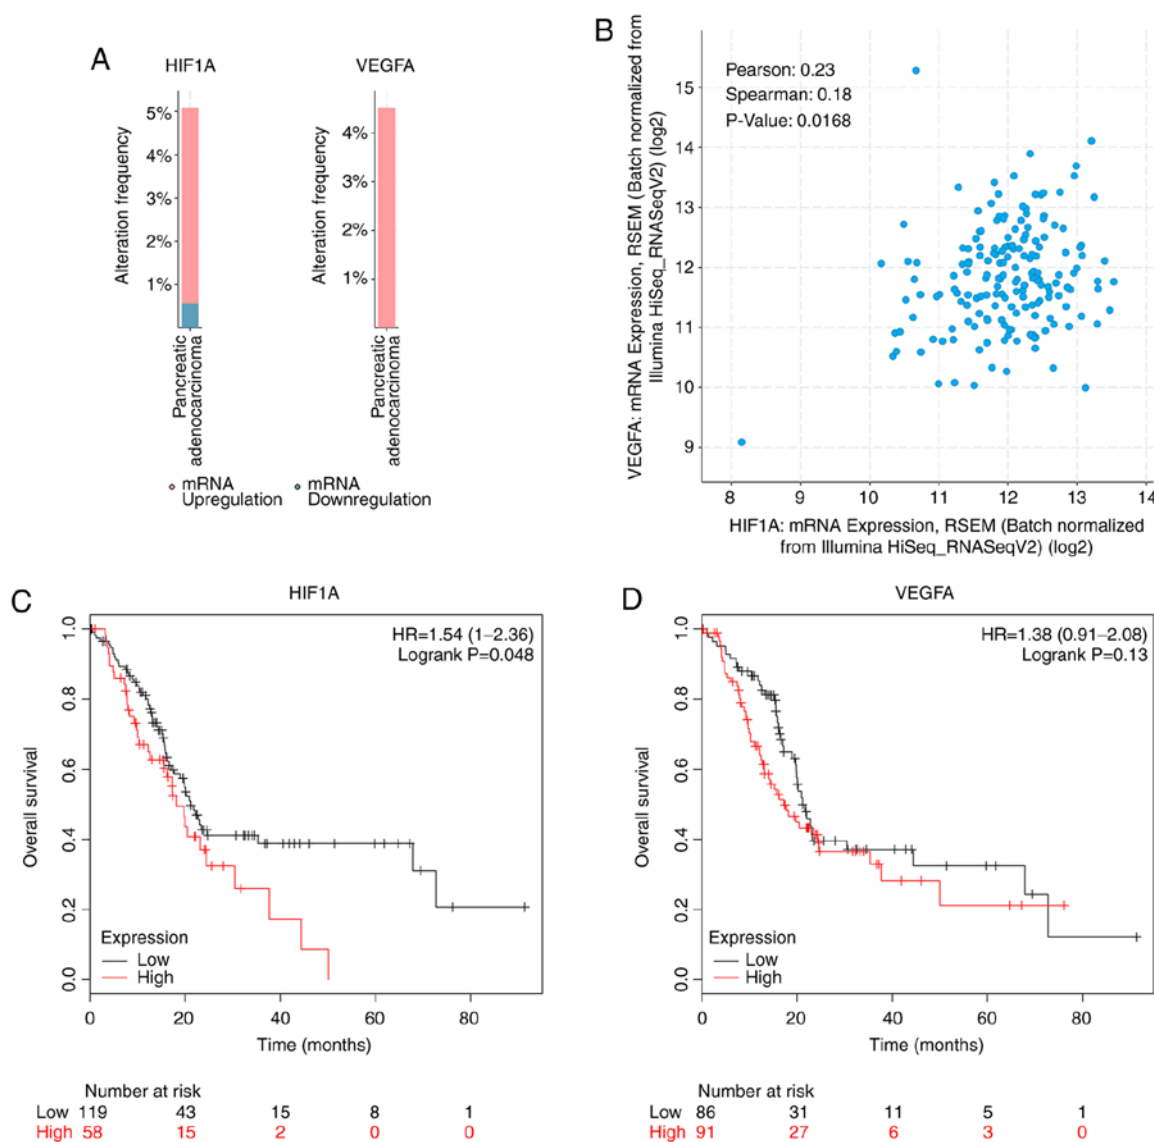 A
HIF1A
VEGFA
Alteration frequency
5%
4%
3%
2%
1%
Pancreatic
adenocarcinoma
Alteration frequency
4%
3%
2%
1%
Pancreatic
adenocarcinoma
mRNA
Upregulation
mRNA
Downregulation
B
Pearson: 0.23
Spearman: 0.18
P-Value: 0.0168
VEGFA: mRNA Expression, RSEM (Batch normalized from
Illumina HiSeq_RNASeqV2) (log2)
15
14
13
12
11
10
9
8 9 10 11 12 13 14
HIF1A: mRNA Expression, RSEM (Batch normalized
from Illumina HiSeq_RNASeqV2) (log2)
C
HIF1A
HR=1.54 (1–2.36)
Logrank P=0.048
Overall survival
1.0
0.8
0.6
0.4
0.2
0.0
Expression
Low
High
0 20 40 60 80
Time (months)
Number at risk
Low 119 43 15 8 1
High 58 15 2 0 0
D
VEGFA
HR=1.38 (0.91–2.08)
Logrank P=0.13
Overall survival
1.0
0.8
0.6
0.4
0.2
0.0
Expression
Low
High
0 20 40 60 80
Time (months)
Number at risk
Low 86 31 11 5 1
High 91 27 6 3 0